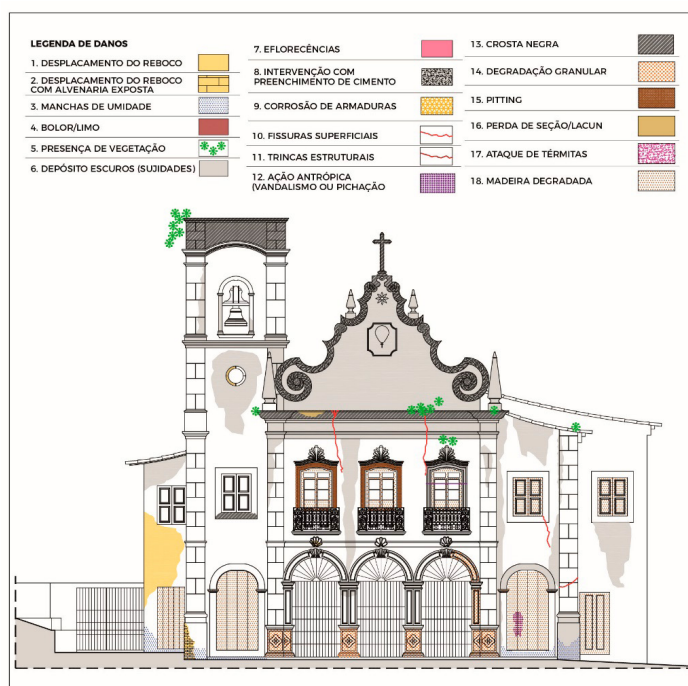 LEGENDA DE DANOS
1. DESPLACAMENTO DO REBOCO
2. DESPLACAMENTO DO REBOCO
COM ALVENARIA EXPOSTA
3. MANCHAS DE UMIDADE
4. BOLOR/LIMO
5. PRESENÇA DE VEGETAÇÃO
6. DEPÓSITO ESCUROS (SUJIDADES)
7. EFLORECÊNCIAS
8. INTERVENÇÃO COM
PREENCHIMENTO DE CIMENTO
9. CORROSÃO DE ARMADURAS
10. FISSURAS SUPERFICIAIS
11. TRINCAS ESTRUTURAIS
12. AÇÃO ANTRÓPICA
(VANDALISMO OU PICHAÇÃO
13. CROSTA NEGRA
14. DEGRADAÇÃO GRANULAR
15. PITTING
16. PERDA DE SEÇÃO/LACUN
17. ATAQUE DE TÉRMITAS
18. MADEIRA DEGRADADA